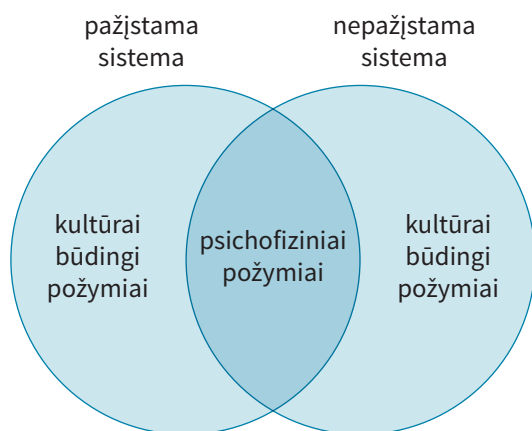 pažįstama
sistema
nepažįstama
sistema
kultūrai
būdingi
požymiai
psichofiziniai
požymiai
kultūrai
būdingi
požymiai